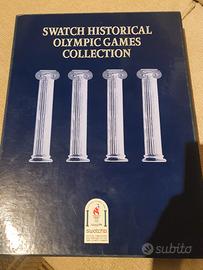 SWATCH HISTORICAL
OLYMPIC GAMES
COLLECTION
swatch
subito